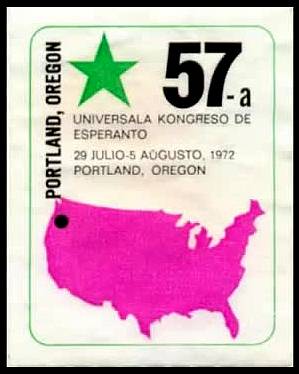 PORTLAND, OREGON
57-a
UNIVERSALA KONGRESO DE
ESPERANTO
29 JULIO-5 AŬGUSTO, 1972
PORTLAND, OREGON